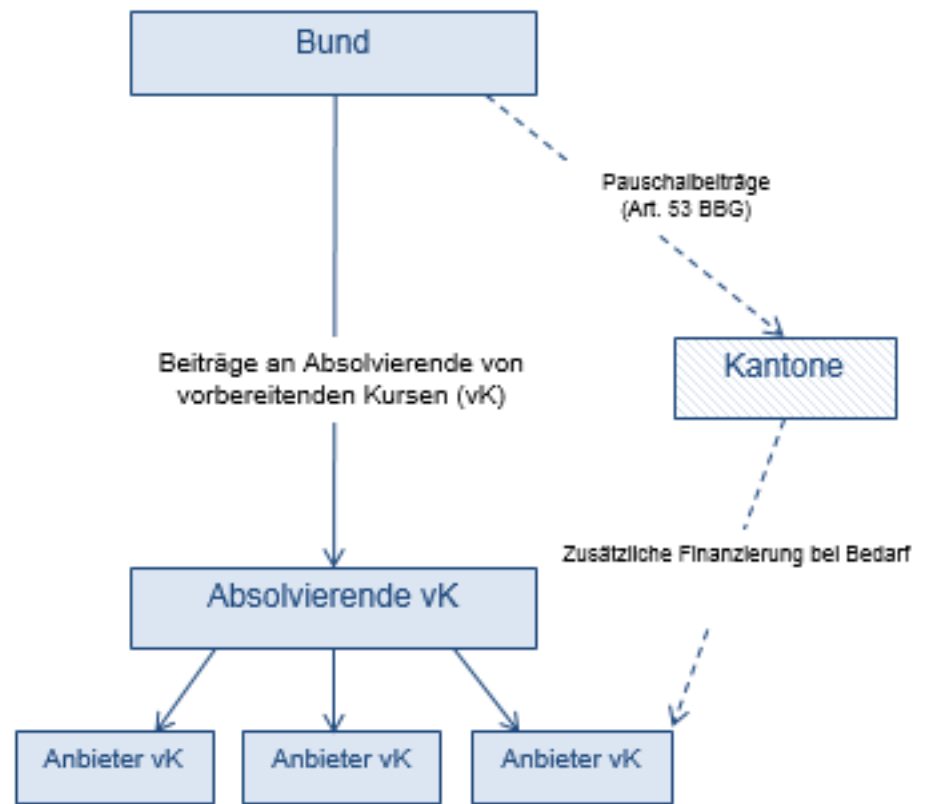 Bund
Pauschalbeiträge
(Art. 53 BBG)
Kantone
Beiträge an Absolvierende von
vorbereitenden Kursen (vK)
Zusätzliche Finanzierung bei Bedarf
Absolvierende vK
Anbieter vK
Anbieter vK
Anbieter vK